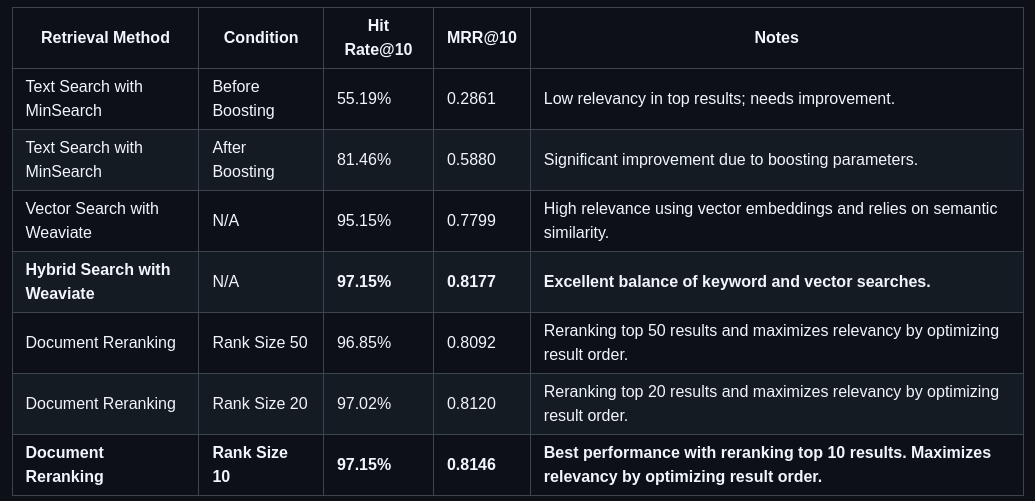 Retrieval Method Condition Hit Rate@10 MRR@10 Notes
Text Search with MinSearch Before Boosting 55.19% 0.2861 Low relevancy in top results; needs improvement.
Text Search with MinSearch After Boosting 81.46% 0.5880 Significant improvement due to boosting parameters.
Vector Search with Weaviate N/A 95.15% 0.7799 High relevance using vector embeddings and relies on semantic similarity.
Hybrid Search with Weaviate N/A 97.15% 0.8177 Excellent balance of keyword and vector searches.
Document Reranking Rank Size 50 96.85% 0.8092 Reranking top 50 results and maximizes relevancy by optimizing result order.
Document Reranking Rank Size 20 97.02% 0.8120 Reranking top 20 results and maximizes relevancy by optimizing result order.
Document Reranking Rank Size 10 97.15% 0.8146 Best performance with reranking top 10 results. Maximizes relevancy by optimizing result order.